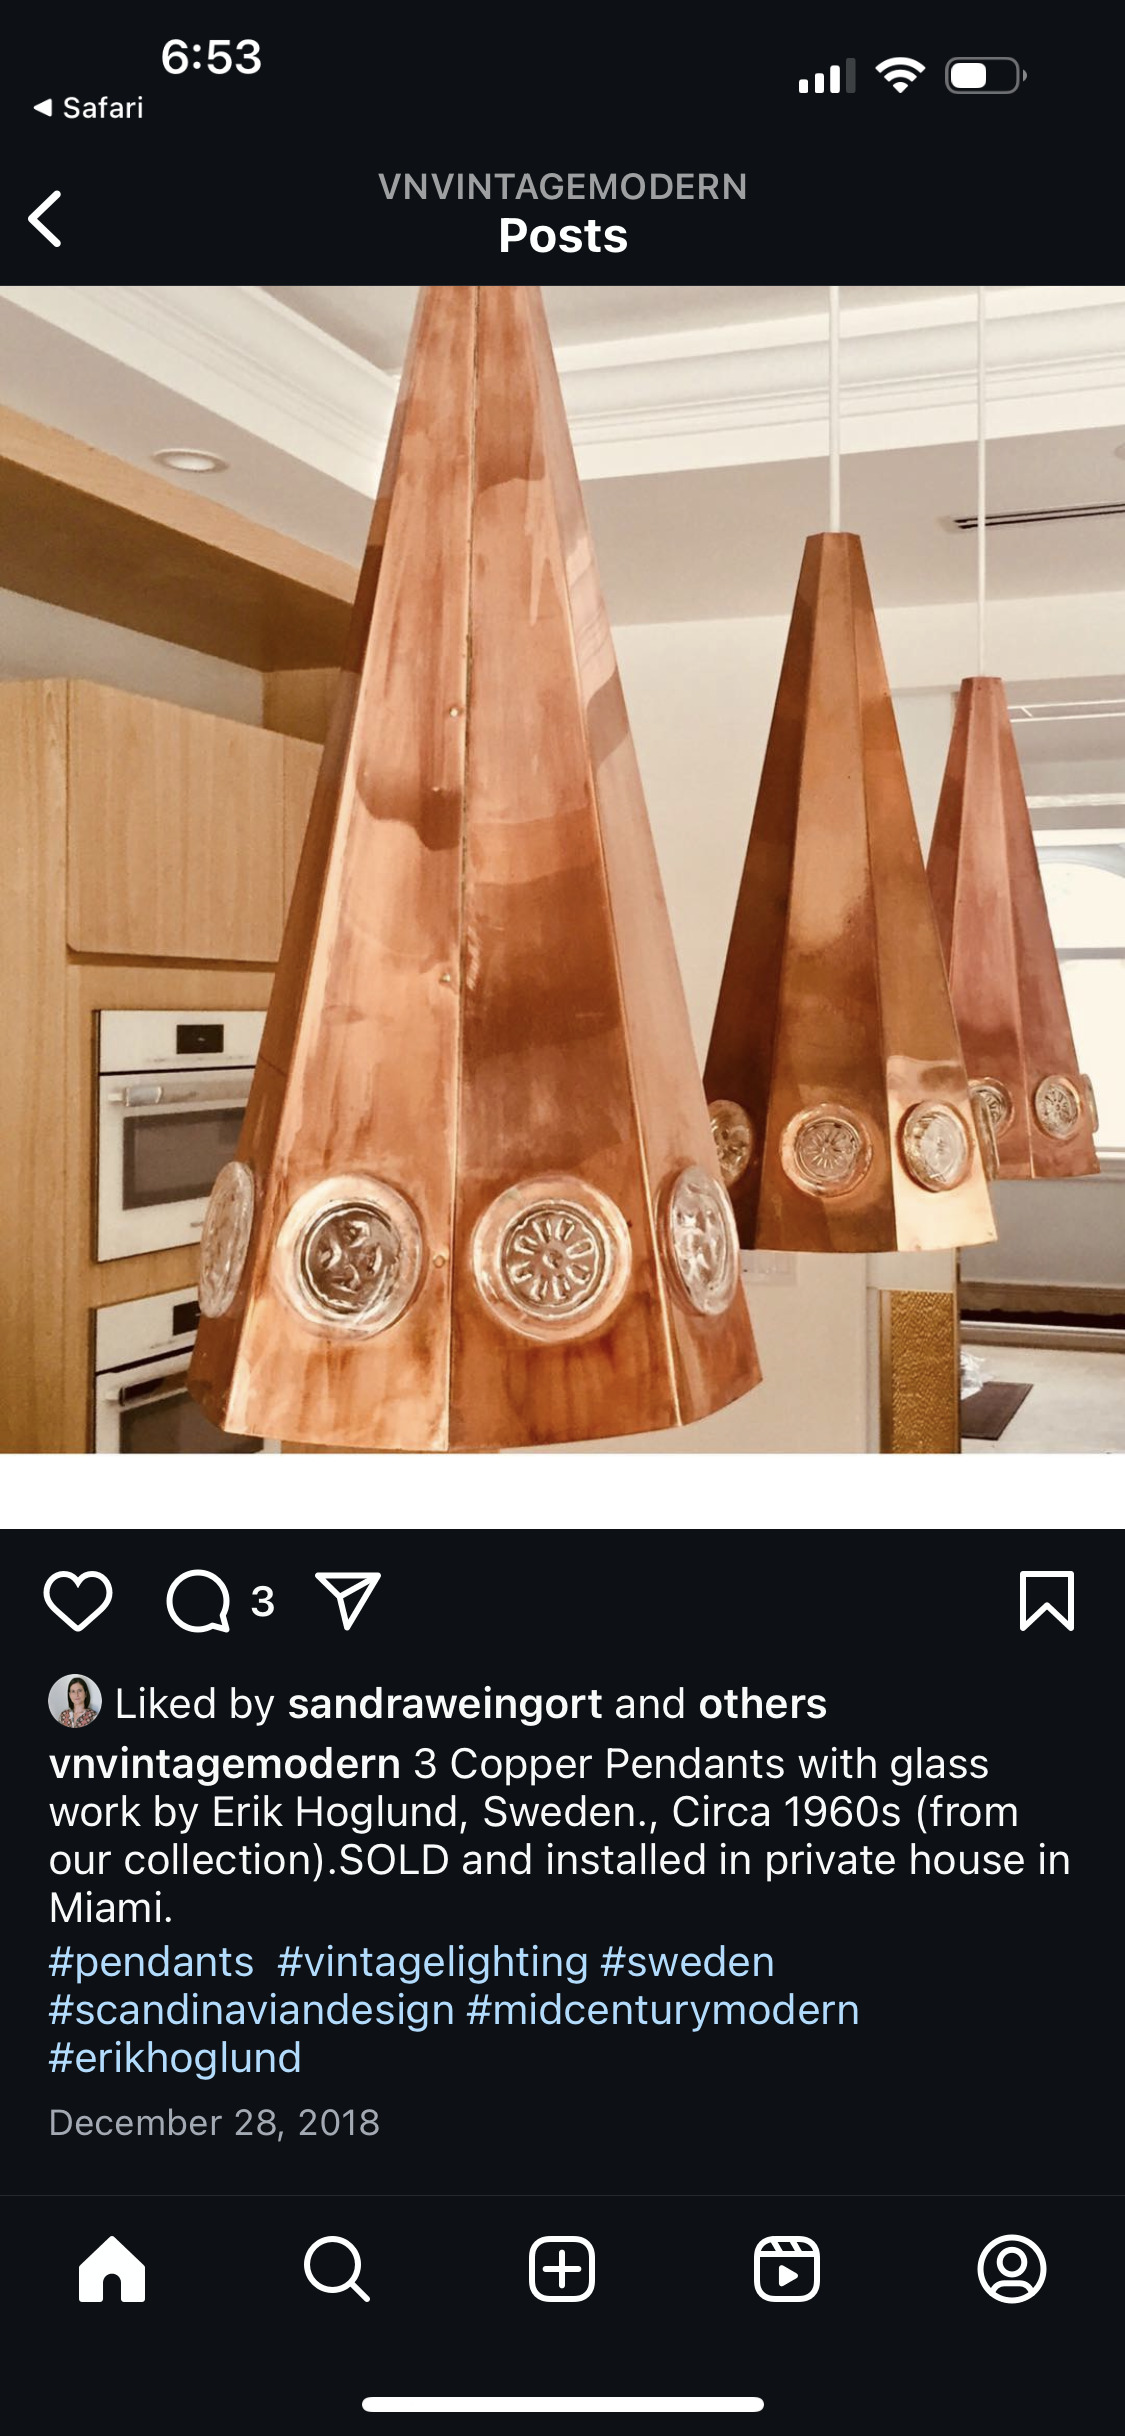 6:53
◀ Safari
VNVINTAGEMODERN
Posts
3
Liked by sandraweingort and others
vnvintagemodern 3 Copper Pendants with glass
work by Erik Hoglund, Sweden., Circa 1960s (from
our collection).SOLD and installed in private house in
Miami.
#pendants  #vintagelighting #sweden
#scandinaviandesign #midcenturymodern
#erikhoglund
December 28, 2018